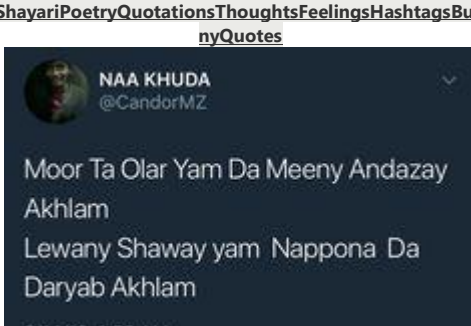 ShayariPoetryQuotationsThoughtsFeelingsHashtagsBu
nyQuotes
NAA KHUDA
@CandorMZ
Moor Ta Olar Yam Da Meeny Andazay
Akhlam
Lewany Shaway yam Nappona Da
Daryab Akhlam